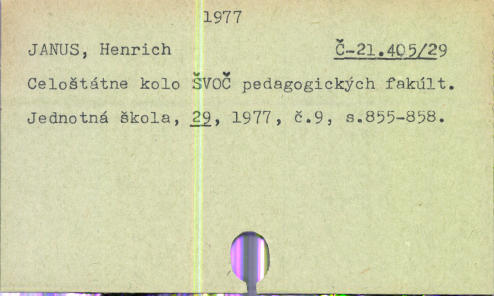 1977
JANUS, Henrich Č-21.405/29
Celoštátne kolo ŠVOČ pedagogických fakúlt.
Jednotná škola, 29, 1977, č.9, s.855-858.